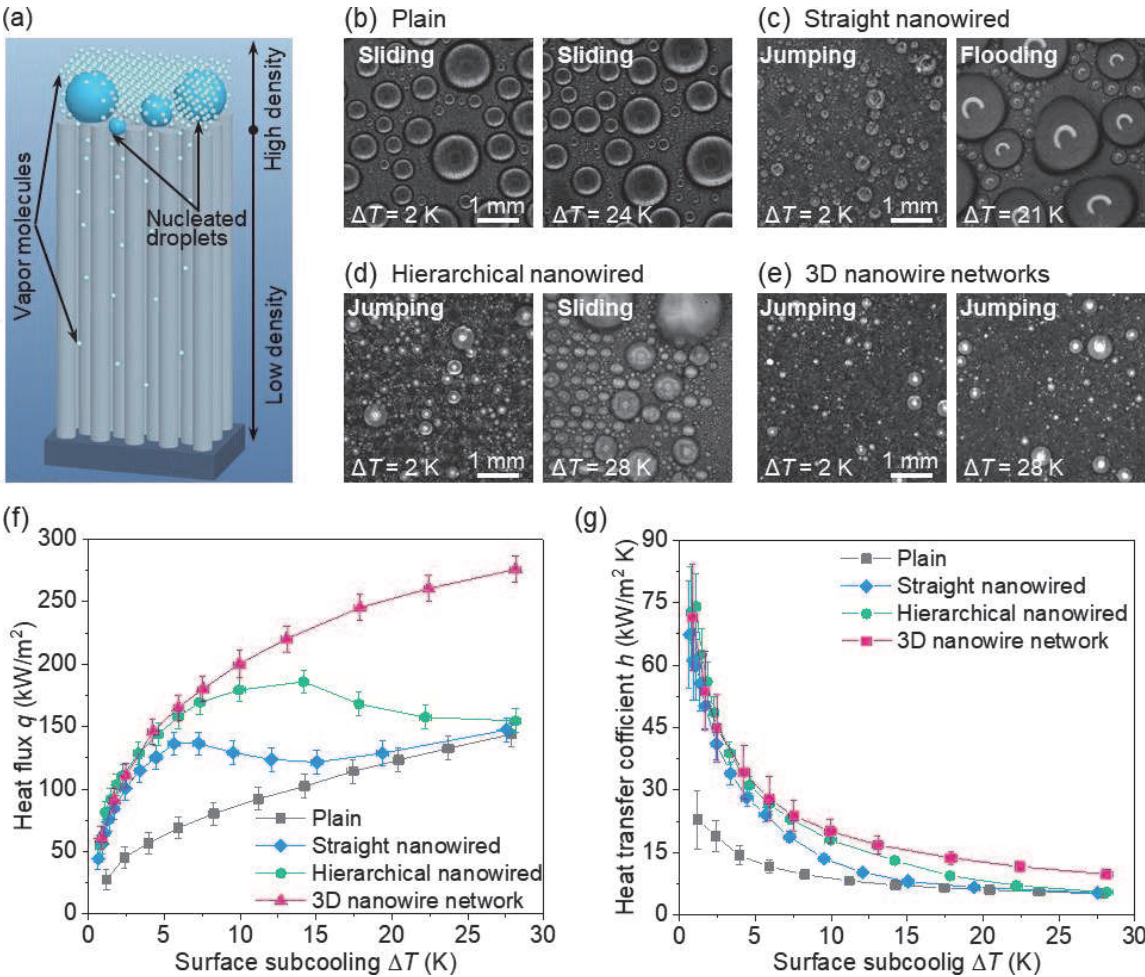 (a)
High density
Low density
Vapor molecules
Nucleated
droplets
(b) Plain
Sliding
ΔT = 2 K
1 mm
Sliding
ΔT = 24 K
(c) Straight nanowired
Jumping
ΔT = 2 K
1 mm
Flooding
ΔT = 21 K
(d) Hierarchical nanowired
Jumping
ΔT = 2 K
1 mm
Sliding
ΔT = 28 K
(e) 3D nanowire networks
Jumping
ΔT = 2 K
1 mm
Jumping
ΔT = 28 K
(f)
Heat flux q (kW/m²)
300
250
200
150
100
50
0
0 5 10 15 20 25 30
Surface subcooling ΔT (K)
Plain
Straight nanowired
Hierarchical nanowired
3D nanowire network
(g)
Heat transfer cofficient h (kW/m² K)
90
75
60
45
30
15
0
0 5 10 15 20 25 30
Surface subcoolig ΔT (K)
Plain
Straight nanowired
Hierarchical nanowired
3D nanowire network